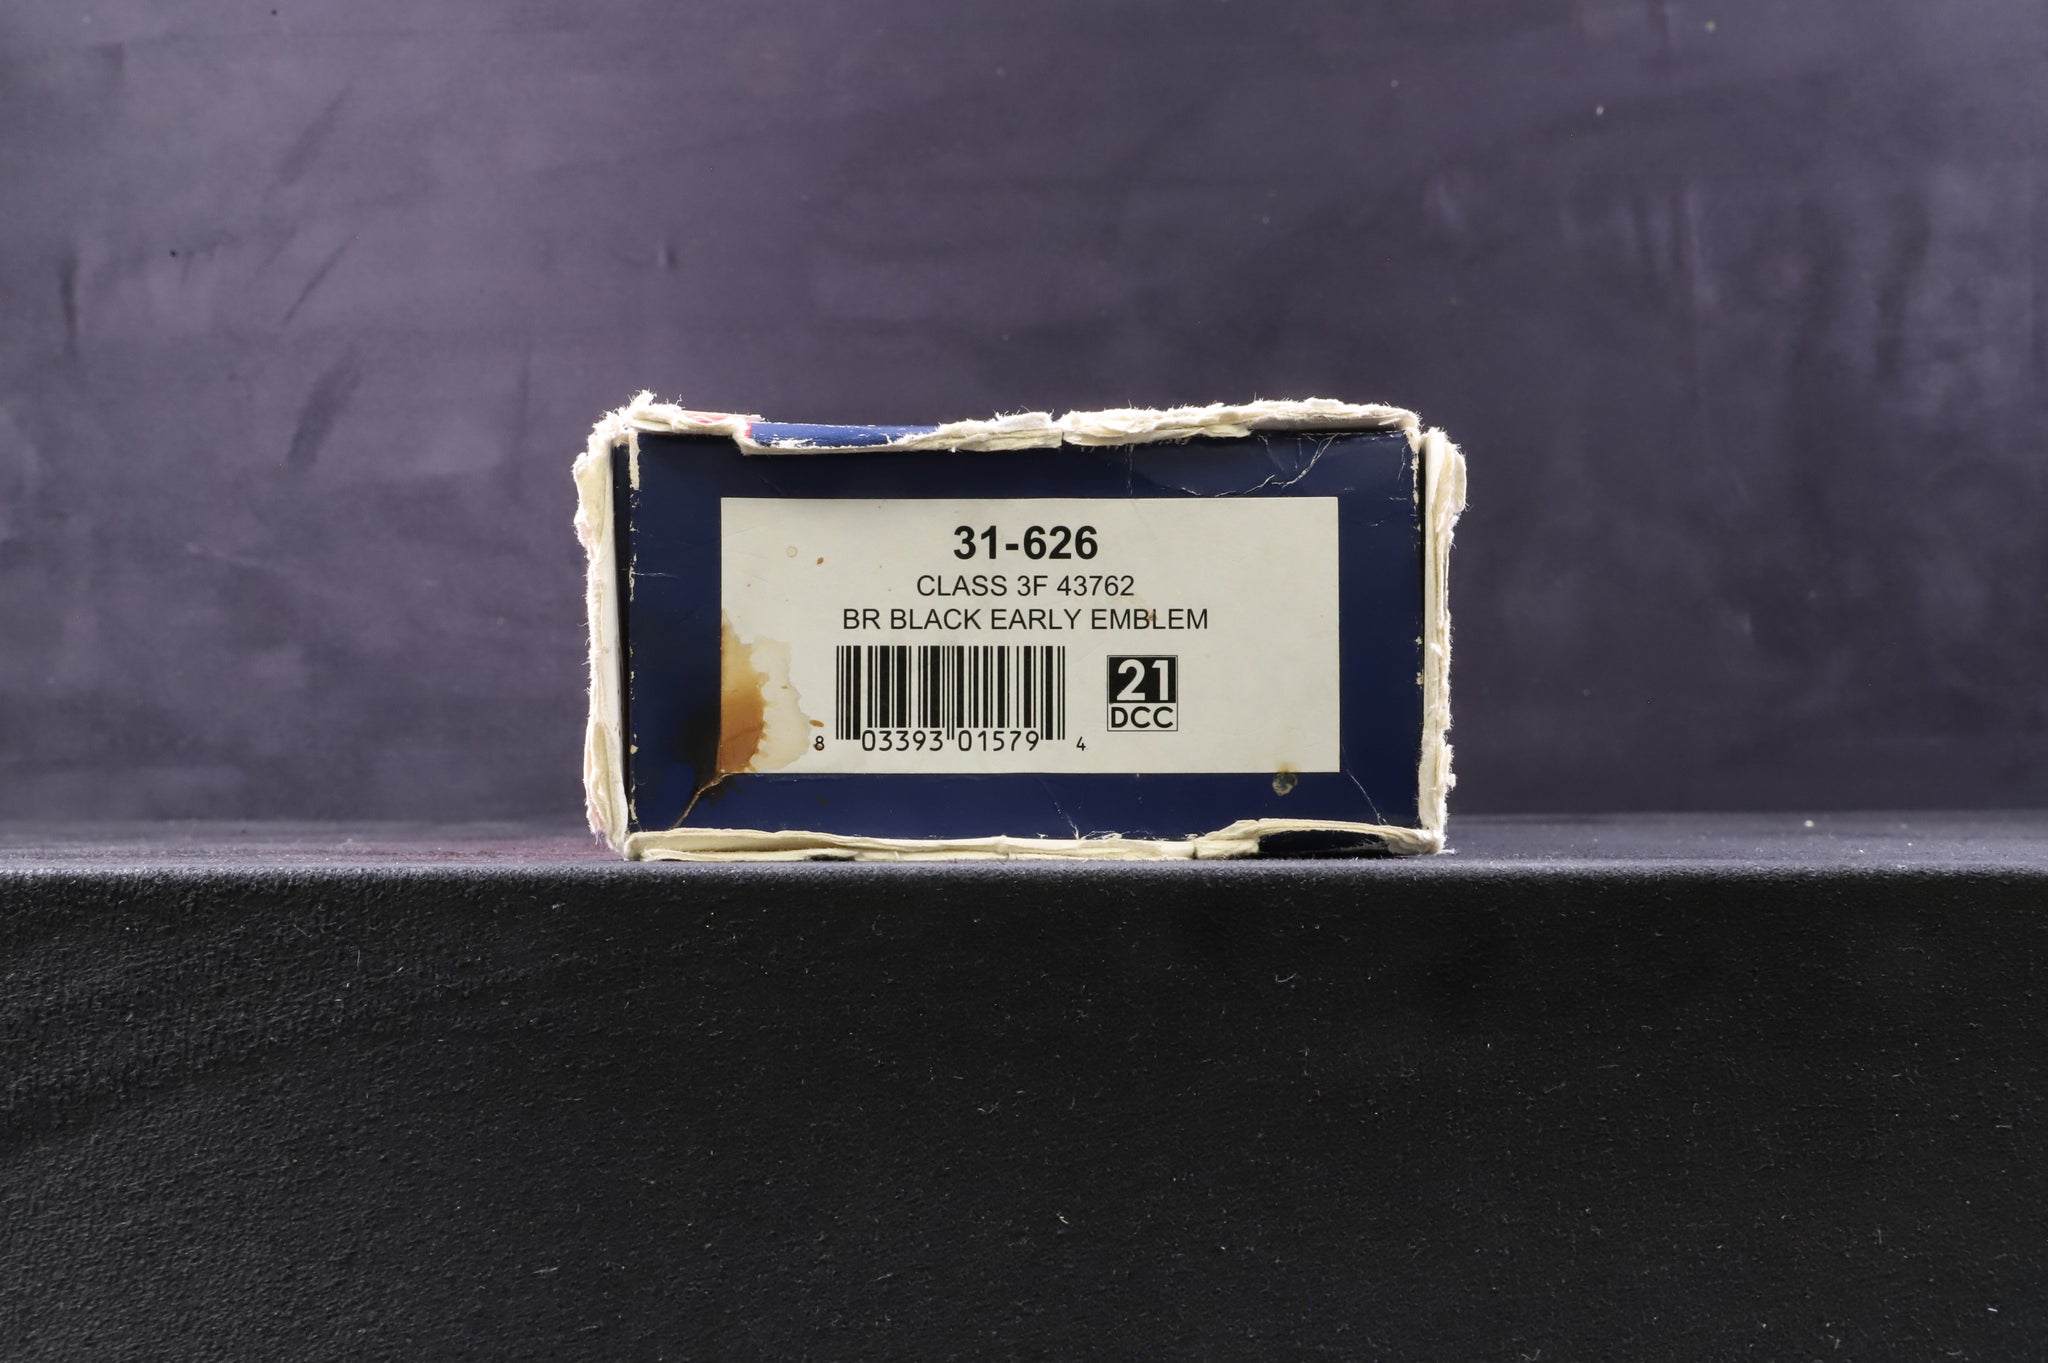 31-626
CLASS 3F 43762
BR BLACK EARLY EMBLEM
21
DCC
8 03393 01579 4